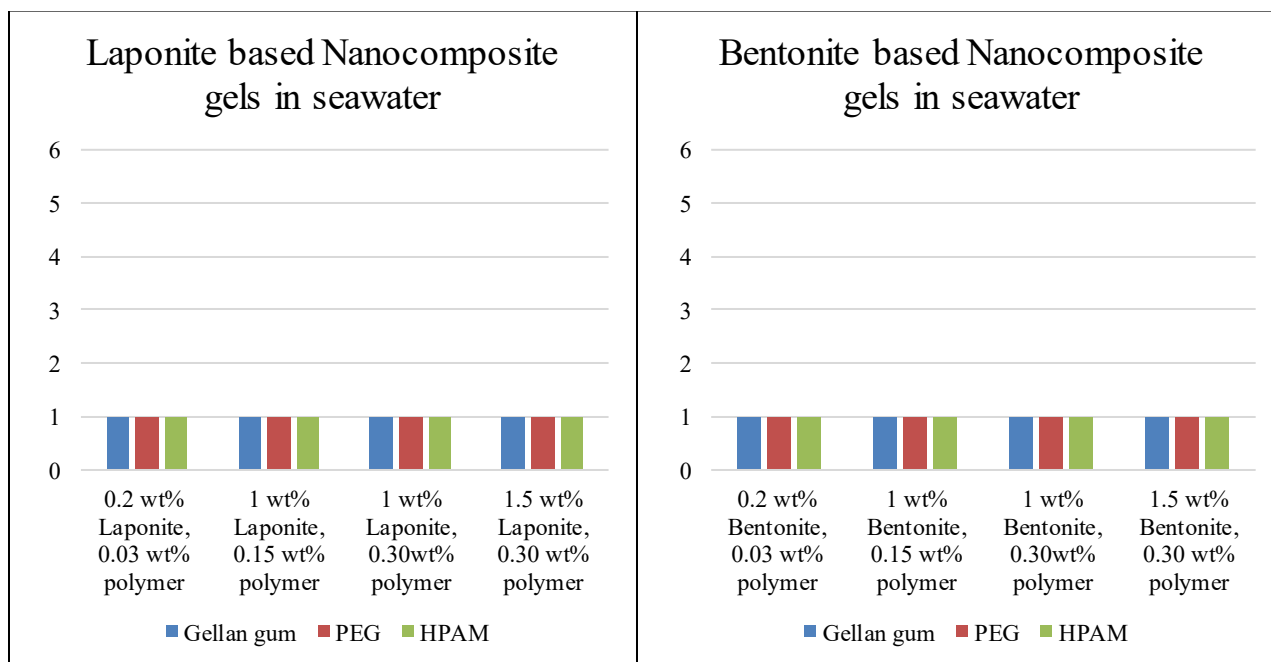 Laponite based Nanocomposite
gels in seawater
6
5
4
3
2
1
0
0.2 wt%
Laponite,
0.03 wt%
polymer
1 wt%
Laponite,
0.15 wt%
polymer
1 wt%
Laponite,
0.30wt%
polymer
1.5 wt%
Laponite,
0.30 wt%
polymer
Gellan gum
PEG
HPAM
Bentonite based Nanocomposite
gels in seawater
6
5
4
3
2
1
0
0.2 wt%
Bentonite,
0.03 wt%
polymer
1 wt%
Bentonite,
0.15 wt%
polymer
1 wt%
Bentonite,
0.30wt%
polymer
1.5 wt%
Bentonite,
0.30 wt%
polymer
Gellan gum
PEG
HPAM